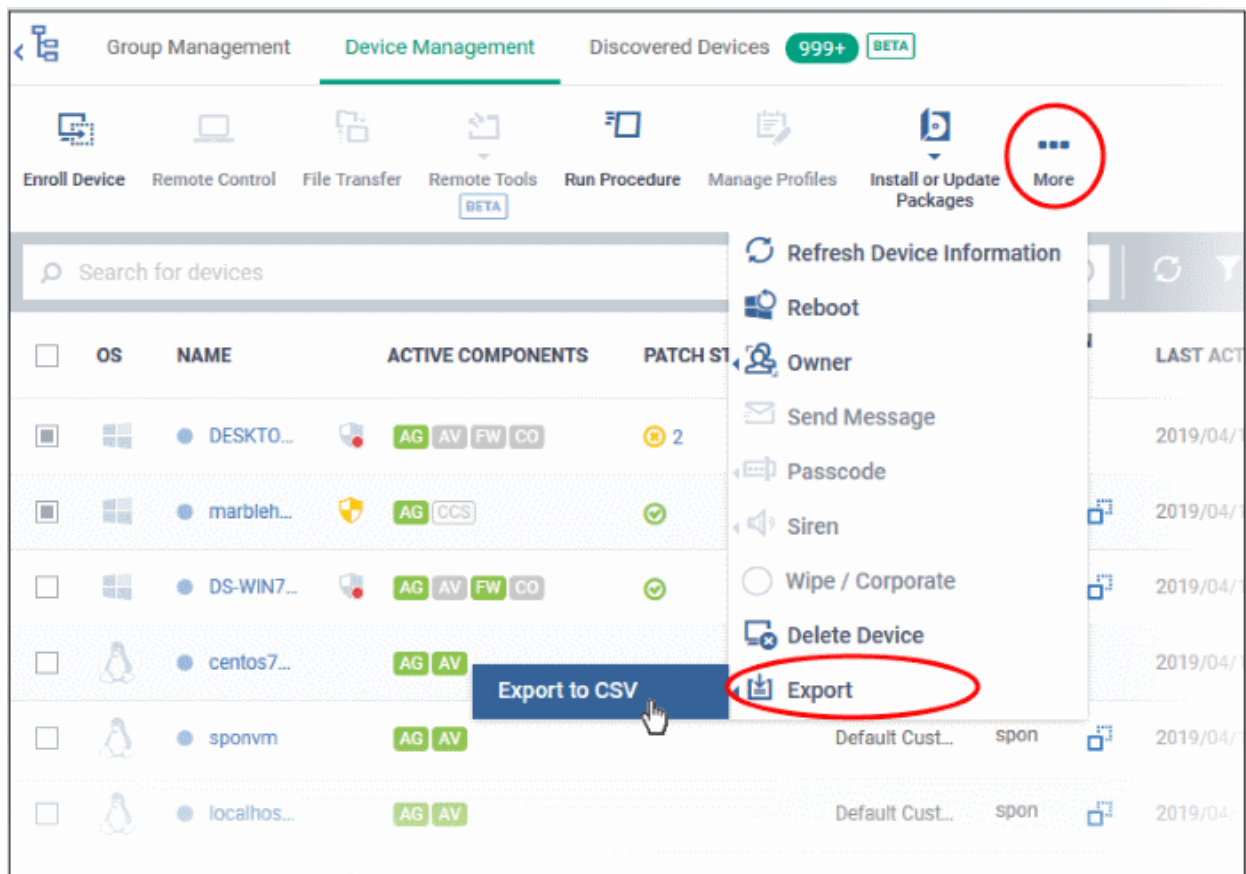 Group Management Device Management Discovered Devices 999+ BETA
Enroll Device Remote Control File Transfer Remote Tools Run Procedure Manage Profiles Install or Update More
BETA Packages
Search for devices Refresh Device Information
Reboot
OS NAME ACTIVE COMPONENTS PATCH ST N LAST ACT
Owner
Send Message
DESKTO... AG AV FW CO 2 2019/04/1
Passcode
marbleh... AG CCS 2019/04/1
Siren
DS-WIN7... AG AV FW CO Wipe / Corporate 2019/04/1
Delete Device
centos7... AG AV 2019/04/1
Export to CSV Export
sponvm AG AV Default Cust... spon 2019/04/
localhos... AG AV Default Cust... spon 2019/04/